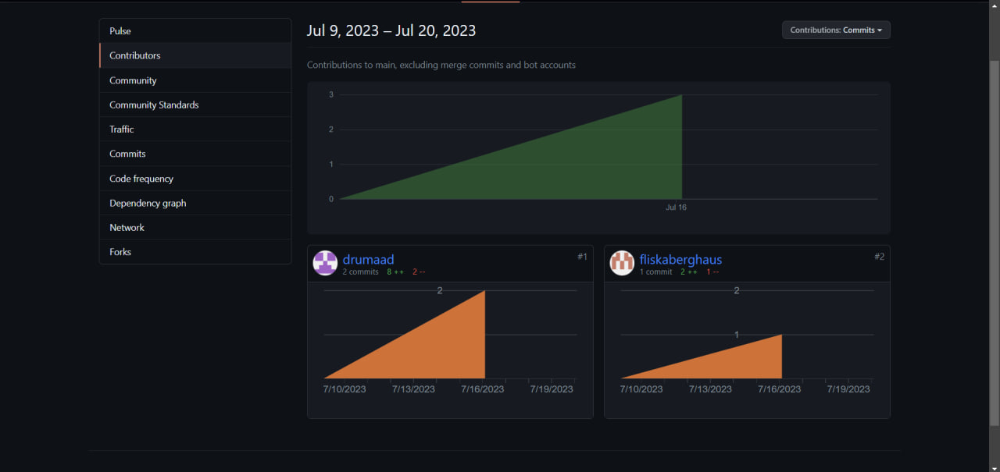 Pulse
Contributors
Community
Community Standards
Traffic
Commits
Code frequency
Dependency graph
Network
Forks
Jul 9, 2023 – Jul 20, 2023
Contributions: Commits
Contributions to main, excluding merge commits and bot accounts
3
2
1
0
Jul 16
drumaad
#1
2 commits 8 ++ 2 --
2
7/10/2023 7/13/2023 7/16/2023 7/19/2023
fliskaberghaus
#2
1 commit 2 ++ 1 --
2
1
7/10/2023 7/13/2023 7/16/2023 7/19/2023